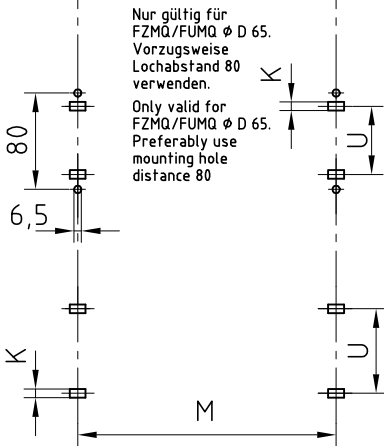 Nur gültig für
FZMQ/FUMQ ϕ D 65.
Vorzugsweise
Lochabstand 80
verwenden.
Only valid for
FZMQ/FUMQ ϕ D 65.
Preferably use
mounting hole
distance 80
K
80
U
6,5
K
U
M